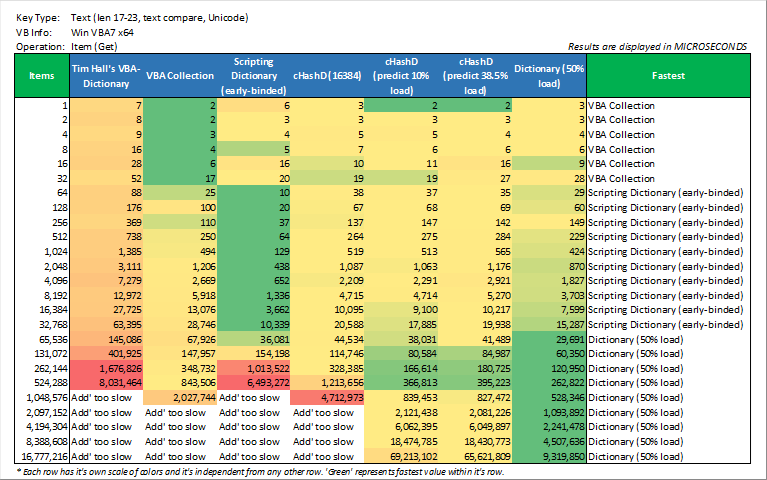 Key Type: Text (len 17-23, text compare, Unicode)
VB Info: Win VBA7 x64
Operation: Item (Get)
Results are displayed in MICROSECONDS
Items | Tim Hall's VBA-Dictionary | VBA Collection | Scripting Dictionary (early-binded) | cHashD (16384) | cHashD (predict 10% load) | cHashD (predict 38.5% load) | Dictionary (50% load) | Fastest
1 | 7 | 2 | 6 | 3 | 2 | 2 | 3 | VBA Collection
2 | 8 | 2 | 3 | 3 | 3 | 3 | 3 | VBA Collection
4 | 9 | 3 | 4 | 5 | 5 | 4 | 4 | VBA Collection
8 | 16 | 4 | 5 | 7 | 6 | 6 | 6 | VBA Collection
16 | 28 | 6 | 16 | 10 | 11 | 16 | 9 | VBA Collection
32 | 52 | 17 | 20 | 19 | 19 | 27 | 28 | VBA Collection
64 | 88 | 25 | 10 | 38 | 37 | 35 | 29 | Scripting Dictionary (early-binded)
128 | 176 | 100 | 20 | 67 | 68 | 69 | 60 | Scripting Dictionary (early-binded)
256 | 369 | 110 | 37 | 137 | 147 | 142 | 149 | Scripting Dictionary (early-binded)
512 | 738 | 250 | 64 | 264 | 275 | 284 | 229 | Scripting Dictionary (early-binded)
1,024 | 1,385 | 494 | 129 | 519 | 513 | 565 | 424 | Scripting Dictionary (early-binded)
2,048 | 3,111 | 1,206 | 438 | 1,087 | 1,063 | 1,176 | 870 | Scripting Dictionary (early-binded)
4,096 | 7,279 | 2,669 | 652 | 2,209 | 2,291 | 2,921 | 1,827 | Scripting Dictionary (early-binded)
8,192 | 12,972 | 5,918 | 1,336 | 4,715 | 4,714 | 5,270 | 3,703 | Scripting Dictionary (early-binded)
16,384 | 27,725 | 13,076 | 3,662 | 10,095 | 9,100 | 10,217 | 7,599 | Scripting Dictionary (early-binded)
32,768 | 63,395 | 28,746 | 10,339 | 20,588 | 17,885 | 19,938 | 15,287 | Scripting Dictionary (early-binded)
65,536 | 145,086 | 67,926 | 36,081 | 44,534 | 38,031 | 41,489 | 29,691 | Dictionary (50% load)
131,072 | 401,925 | 147,957 | 154,198 | 114,746 | 80,584 | 84,987 | 60,350 | Dictionary (50% load)
262,144 | 1,676,826 | 348,732 | 1,013,522 | 328,385 | 166,614 | 180,725 | 120,950 | Dictionary (50% load)
524,288 | 8,031,464 | 843,506 | 6,493,272 | 1,213,656 | 366,813 | 395,223 | 262,822 | Dictionary (50% load)
1,048,576 | Add' too slow | 2,027,744 | Add' too slow | 4,712,973 | 839,453 | 827,472 | 528,346 | Dictionary (50% load)
2,097,152 | Add' too slow | Add' too slow | Add' too slow | Add' too slow | 2,121,438 | 2,081,226 | 1,093,892 | Dictionary (50% load)
4,194,304 | Add' too slow | Add' too slow | Add' too slow | Add' too slow | 6,062,395 | 6,049,897 | 2,241,478 | Dictionary (50% load)
8,388,608 | Add' too slow | Add' too slow | Add' too slow | Add' too slow | 18,474,785 | 18,430,773 | 4,507,636 | Dictionary (50% load)
16,777,216 | Add' too slow | Add' too slow | Add' too slow | Add' too slow | 69,213,102 | 65,621,809 | 9,319,850 | Dictionary (50% load)
* Each row has it's own scale of colors and it's independent from any other row. 'Green' represents fastest value within it's row.